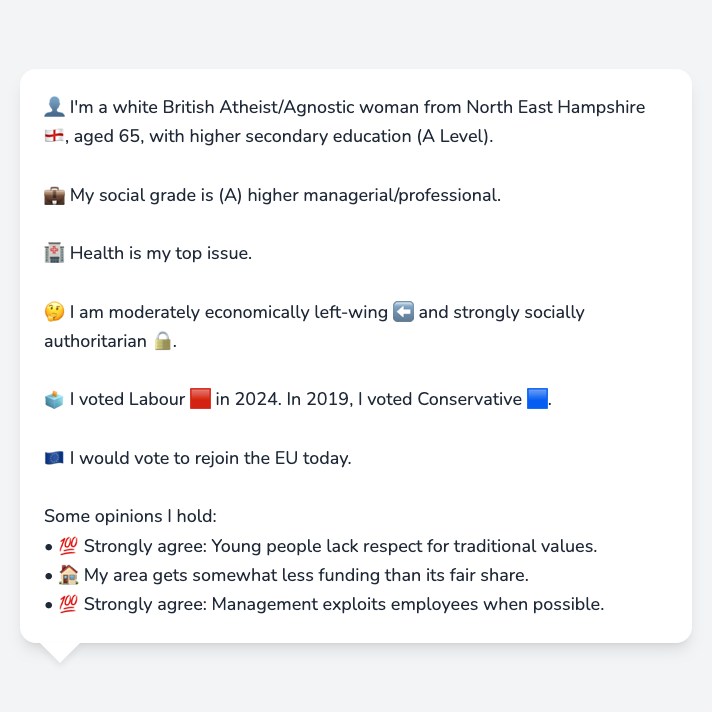 👤 I'm a white British Atheist/Agnostic woman from North East Hampshire
🏴󠁧󠁢󠁥󠁮󠁧󠁿, aged 65, with higher secondary education (A Level).
💼 My social grade is (A) higher managerial/professional.
🏥 Health is my top issue.
🤔 I am moderately economically left-wing ⬅️ and strongly socially
authoritarian 🔒.
🗳️ I voted Labour 🟥 in 2024. In 2019, I voted Conservative 🟦.
🇪🇺 I would vote to rejoin the EU today.
Some opinions I hold:
• 💯 Strongly agree: Young people lack respect for traditional values.
• 🏠 My area gets somewhat less funding than its fair share.
• 💯 Strongly agree: Management exploits employees when possible.